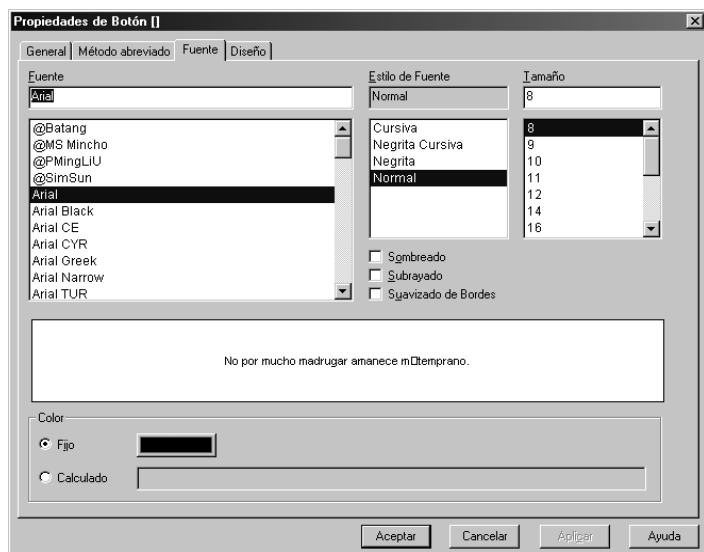 Propiedades de Botón []
General Método abreviado Fuente Diseño
Fuente
Arial
@Batang
@MS Mincho
@PMingLiU
@SimSun
Arial
Arial Black
Arial CE
Arial CYR
Arial Greek
Arial Narrow
Arial TUR
Estilo de Fuente
Normal
Cursiva
Negrita Cursiva
Negrita
Normal
Tamaño
8
8
9
10
11
12
14
16
Sombreado
Subrayado
Suavizado de Bordes
No por mucho madrugar amanece m□temprano.
Color
Fijo
Calculado
Aceptar Cancelar Aplicar Ayuda